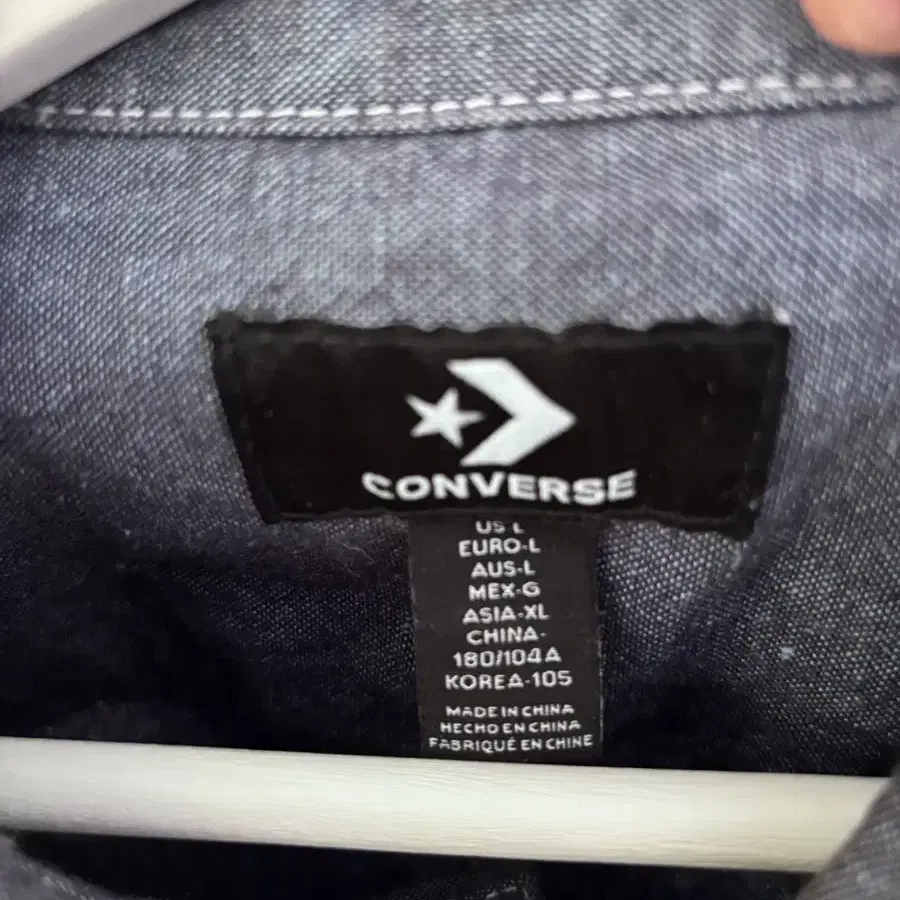 CONVERSE
US L
EURO-L
AUS-L
MEX-G
ASIA-XL
CHINA-
180/104A
KOREA-105
MADE IN CHINA
HECHO EN CHINA
FABRIQUÉ EN CHINE